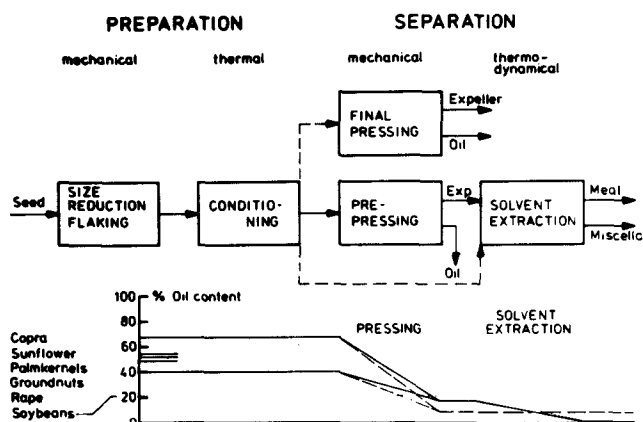 PREPARATION
SEPARATION
mechanical
thermal
mechanical
thermo-
dynamical
FINAL
PRESSING
Expeller
Oil
Seed
SIZE
REDUCTION
FLAKING
CONDITIO-
NING
PRE-
PRESSING
Exp
Oil
SOLVENT
EXTRACTION
Meal
Miscella
100
% Oil content
80
60
40
20
0
PRESSING
SOLVENT
EXTRACTION
Copra
Sunflower
Palmkernels
Groundnuts
Rape
Soybeans